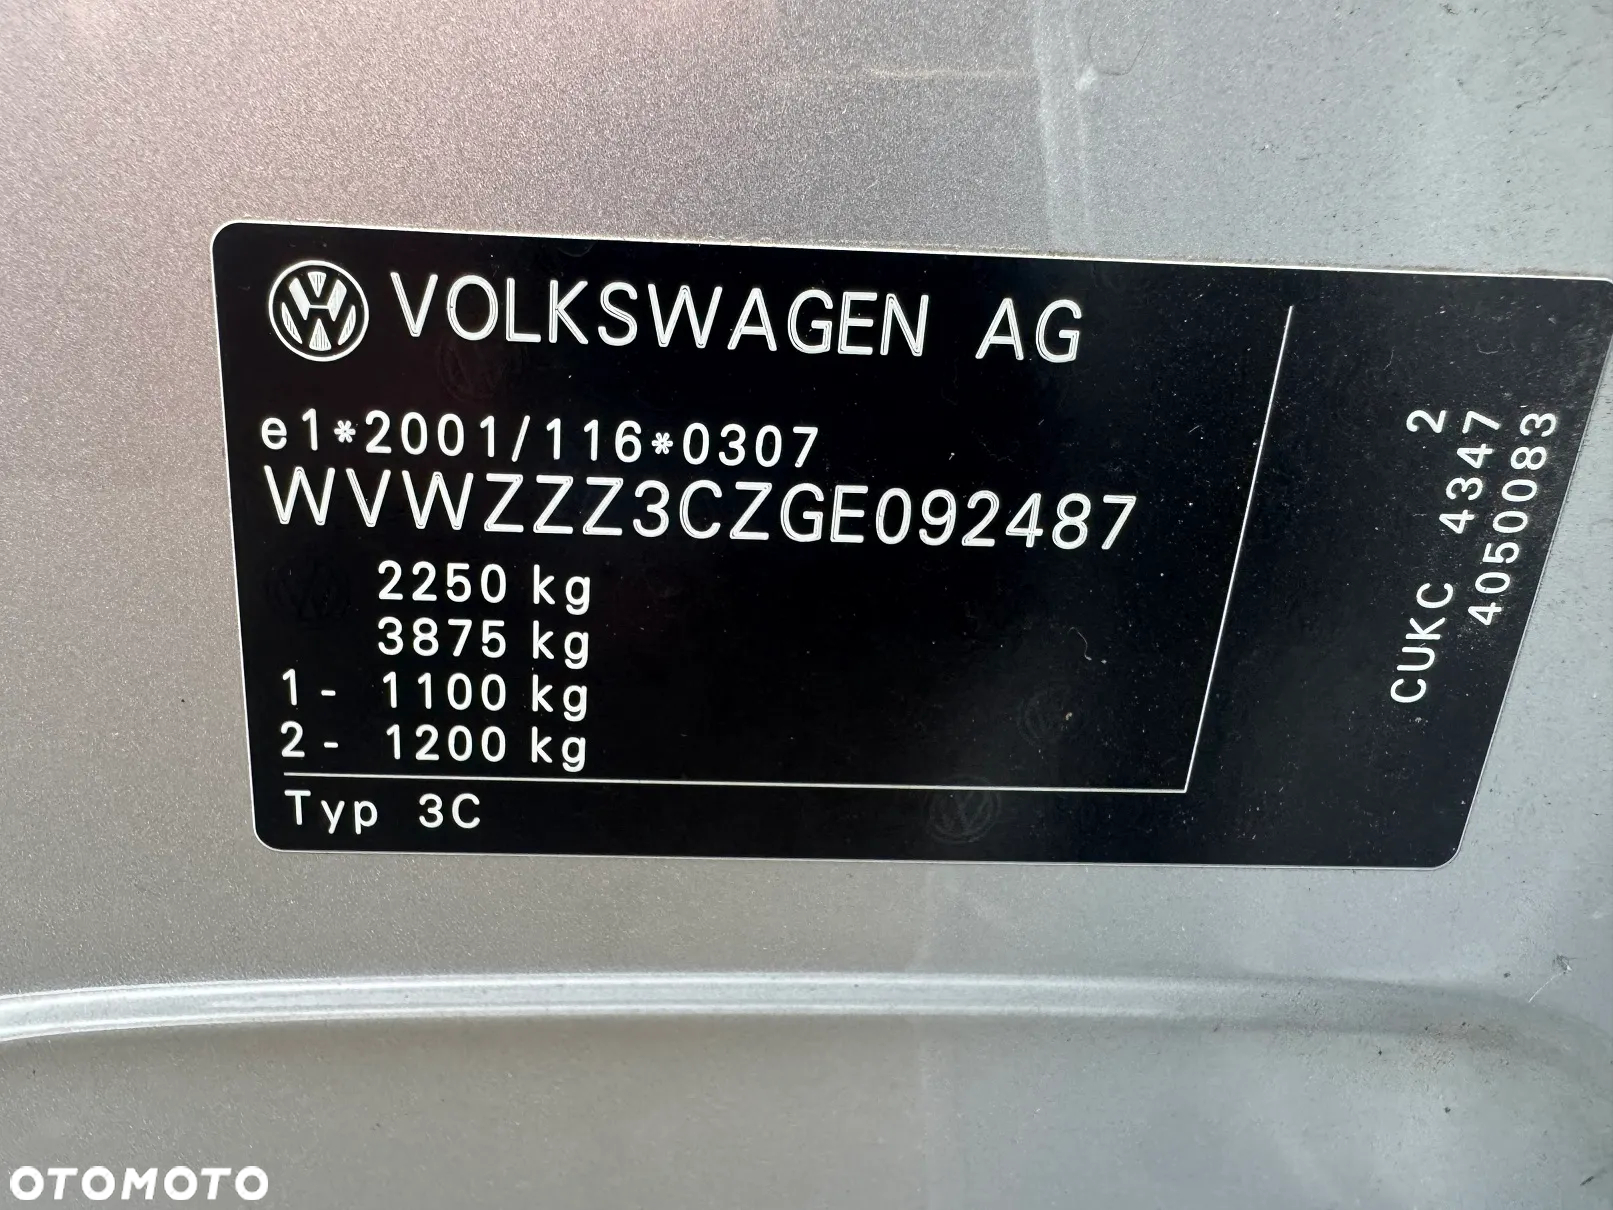 VOLKSWAGEN AG
e1*2001/116*0307
WVWZZZ3CZGE092487
2250 kg
3875 kg
1 - 1100 kg
2 - 1200 kg
Typ 3C
CUKC 4347 2
40500083
OTOMOTO